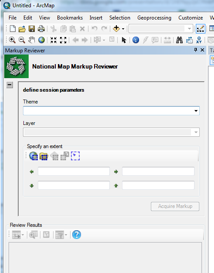 Untitled - ArcMap
File Edit View Bookmarks Insert Selection Geoprocessing Customize
Markup Reviewer
National Map Markup Reviewer
define session parameters
Theme
Layer
Specify an extent
Acquire Markup
Review Results